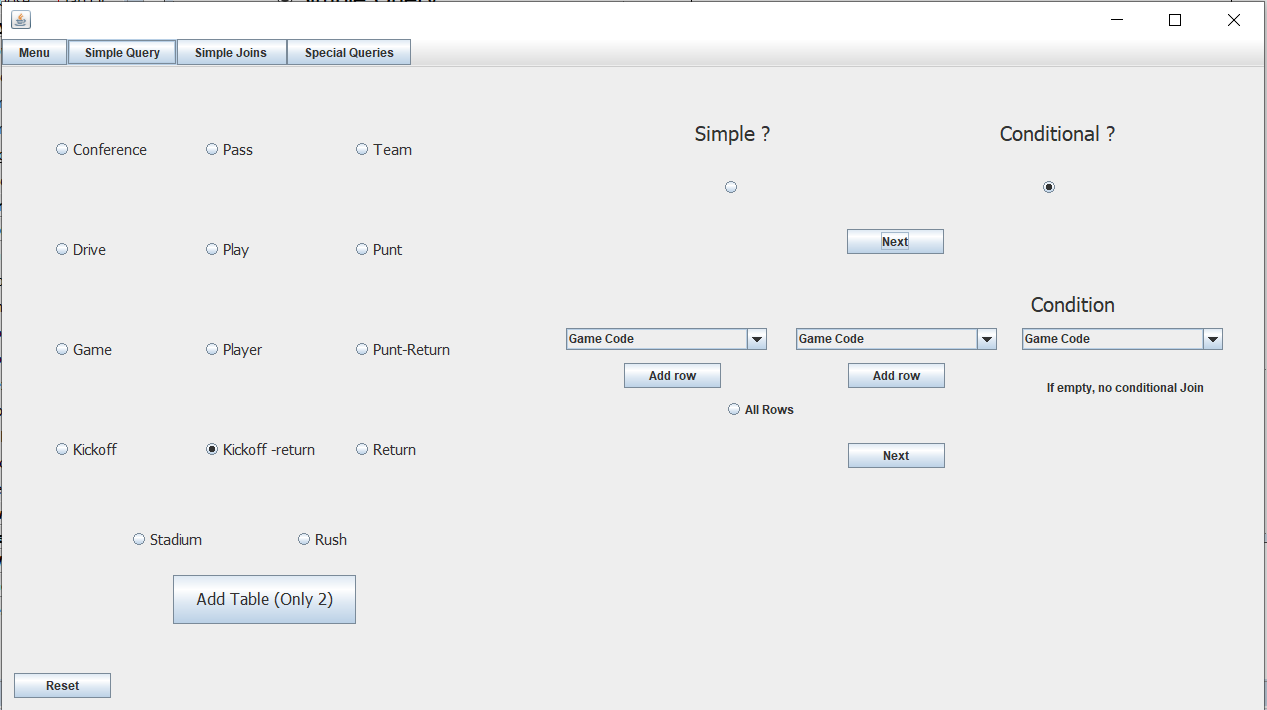 Menu Simple Query Simple Joins Special Queries
Simple ? Conditional ?
Conference Pass Team
Drive Play Punt
Next
Condition
Game Code Game Code Game Code
Game Player Punt-Return
Add row Add row
If empty, no conditional Join
All Rows
Kickoff Kickoff -return Return
Next
Stadium Rush
Add Table (Only 2)
Reset